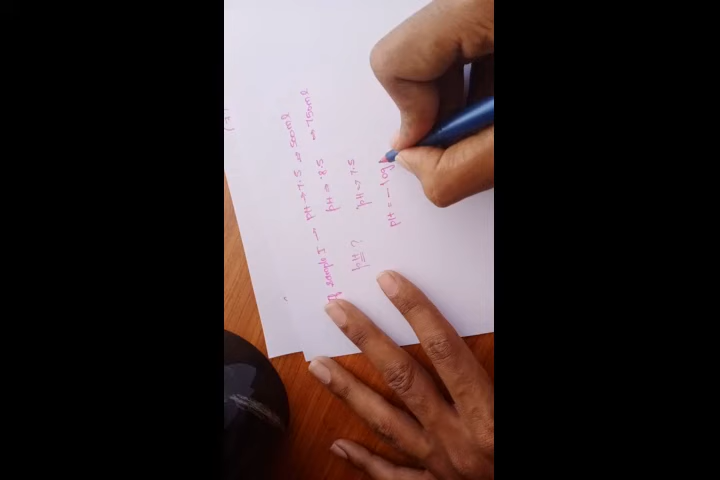 sample I → pH → 7.5 → 500ml
pH → 8.5 → 750ml
pH ? pH → 7.5
pH = - log